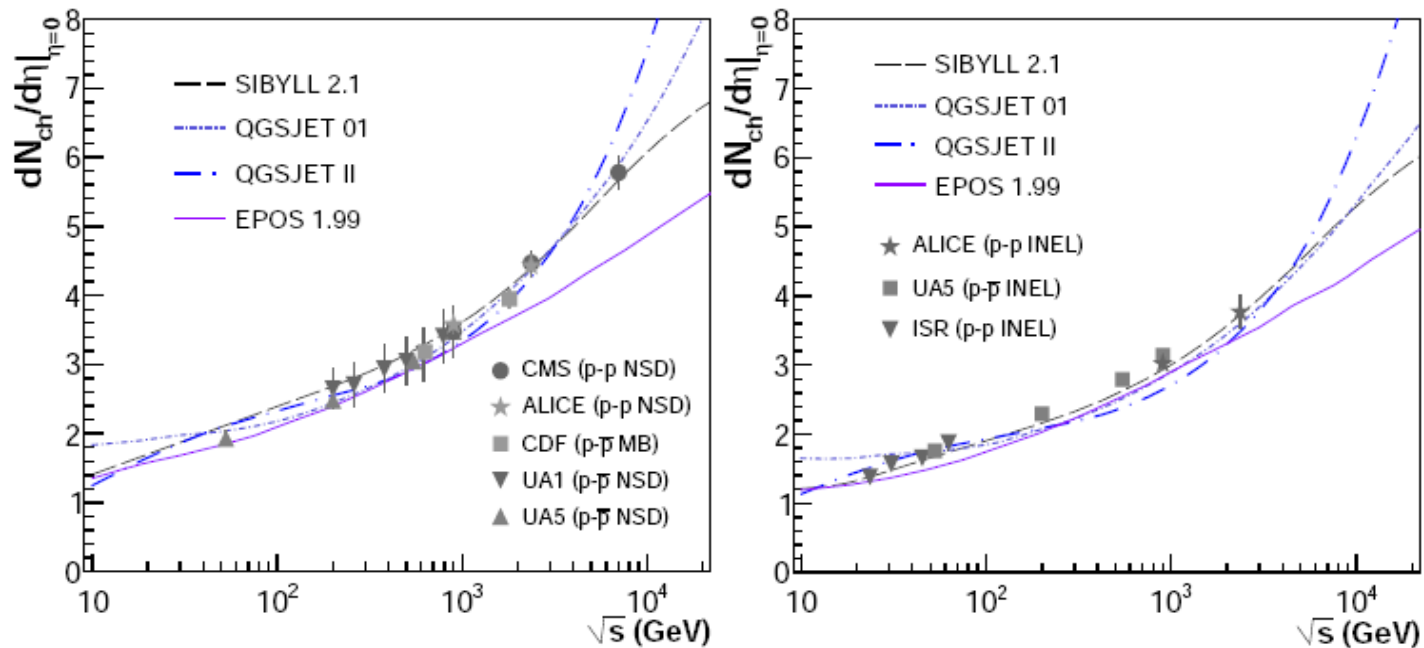 dN_ch/dη|_η=0
8
7
6
5
4
3
2
1
0
SIBYLL 2.1
QGSJET 01
QGSJET II
EPOS 1.99
CMS (p-p NSD)
ALICE (p-p NSD)
CDF (p-p̅ MB)
UA1 (p-p̅ NSD)
UA5 (p-p̅ NSD)
10 10² 10³ 10⁴
√s (GeV)
dN_ch/dη|_η=0
8
7
6
5
4
3
2
1
0
SIBYLL 2.1
QGSJET 01
QGSJET II
EPOS 1.99
ALICE (p-p INEL)
UA5 (p-p̅ INEL)
ISR (p-p INEL)
10 10² 10³ 10⁴
√s (GeV)